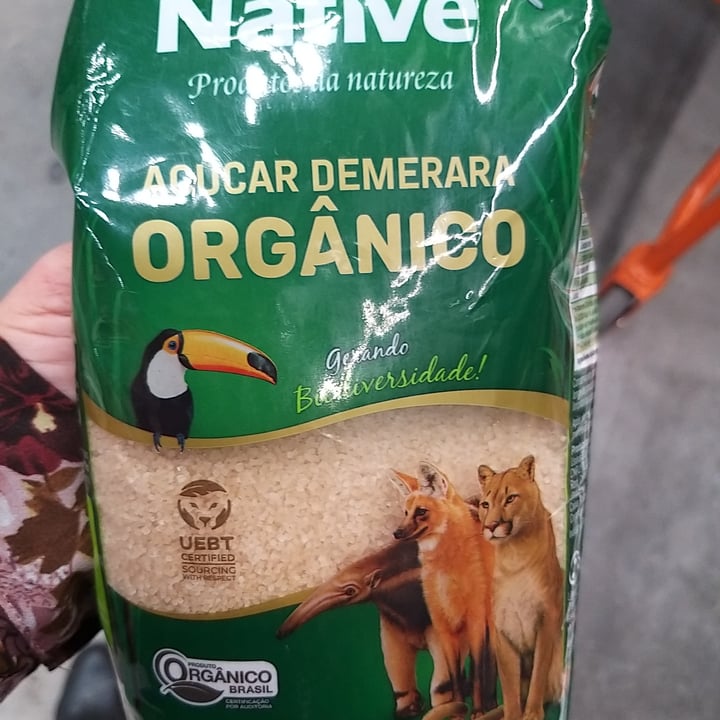 Native
Produtos da natureza
AÇÚCAR DEMERARA
ORGÂNICO
Gerando
Biodiversidade!
UEBT
CERTIFIED
SOURCING
WITH RESPECT
PRODUTO
ORGÂNICO
BRASIL
CERTIFICAÇÃO
POR AUDITORIA